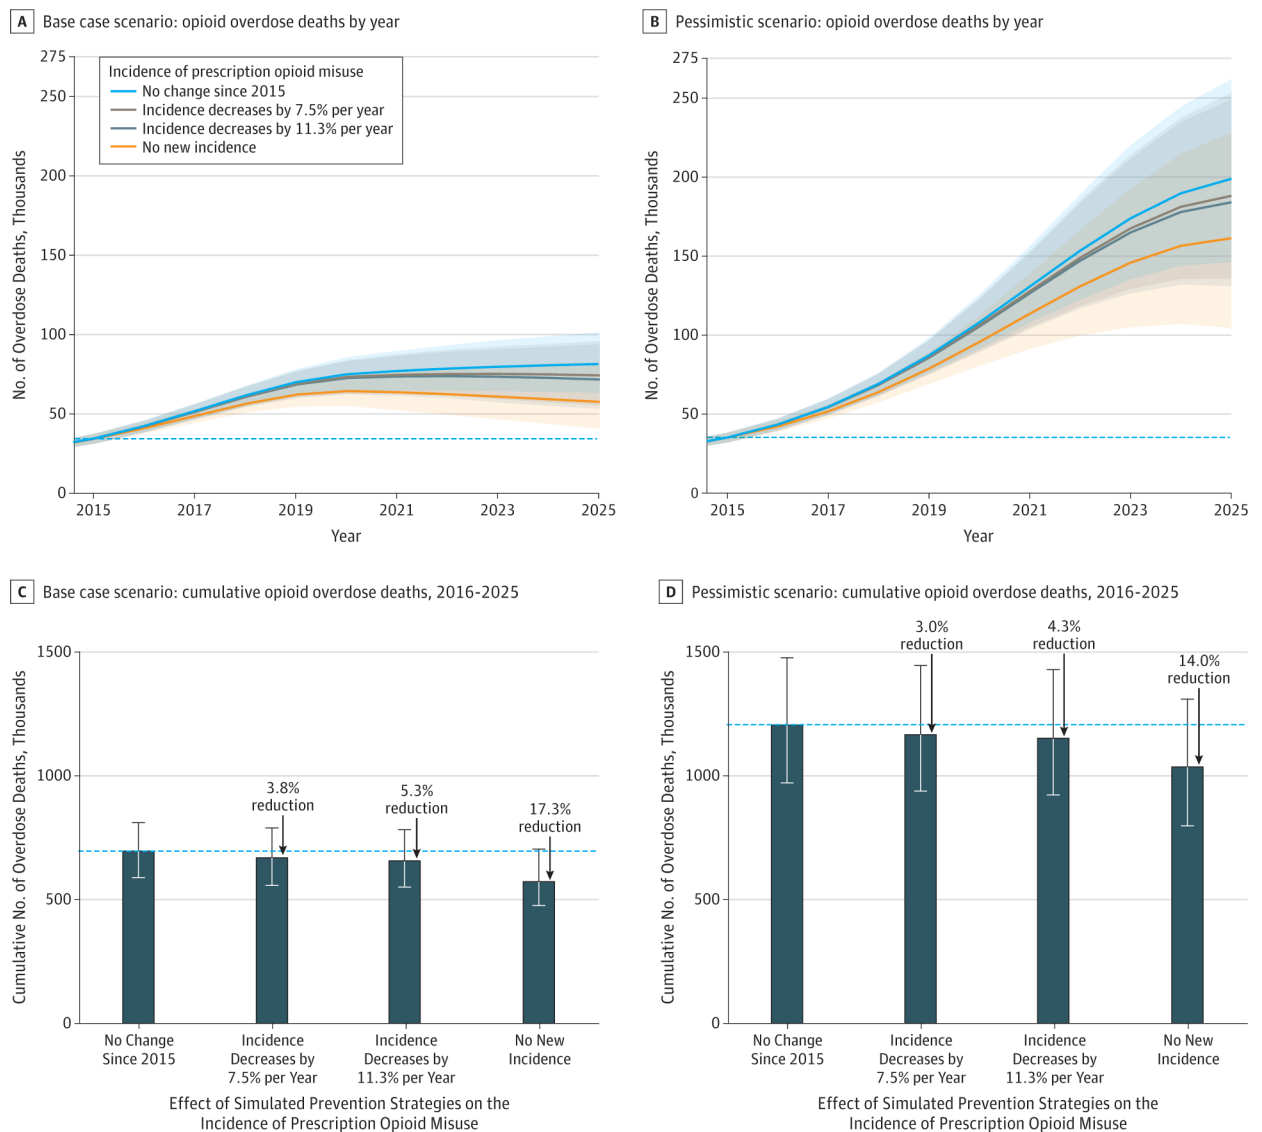 A Base case scenario: opioid overdose deaths by year
No. of Overdose Deaths, Thousands
275
250
200
150
100
50
0
Incidence of prescription opioid misuse
No change since 2015
Incidence decreases by 7.5% per year
Incidence decreases by 11.3% per year
No new incidence
2015 2017 2019 2021 2023 2025
Year
B Pessimistic scenario: opioid overdose deaths by year
No. of Overdose Deaths, Thousands
275
250
200
150
100
50
0
2015 2017 2019 2021 2023 2025
Year
C Base case scenario: cumulative opioid overdose deaths, 2016-2025
Cumulative No. of Overdose Deaths, Thousands
1500
1000
500
0
3.8%
reduction
5.3%
reduction
17.3%
reduction
No Change
Since 2015
Incidence
Decreases by
7.5% per Year
Incidence
Decreases by
11.3% per Year
No New
Incidence
Effect of Simulated Prevention Strategies on the
Incidence of Prescription Opioid Misuse
D Pessimistic scenario: cumulative opioid overdose deaths, 2016-2025
Cumulative No. of Overdose Deaths, Thousands
1500
1000
500
0
3.0%
reduction
4.3%
reduction
14.0%
reduction
No Change
Since 2015
Incidence
Decreases by
7.5% per Year
Incidence
Decreases by
11.3% per Year
No New
Incidence
Effect of Simulated Prevention Strategies on the
Incidence of Prescription Opioid Misuse